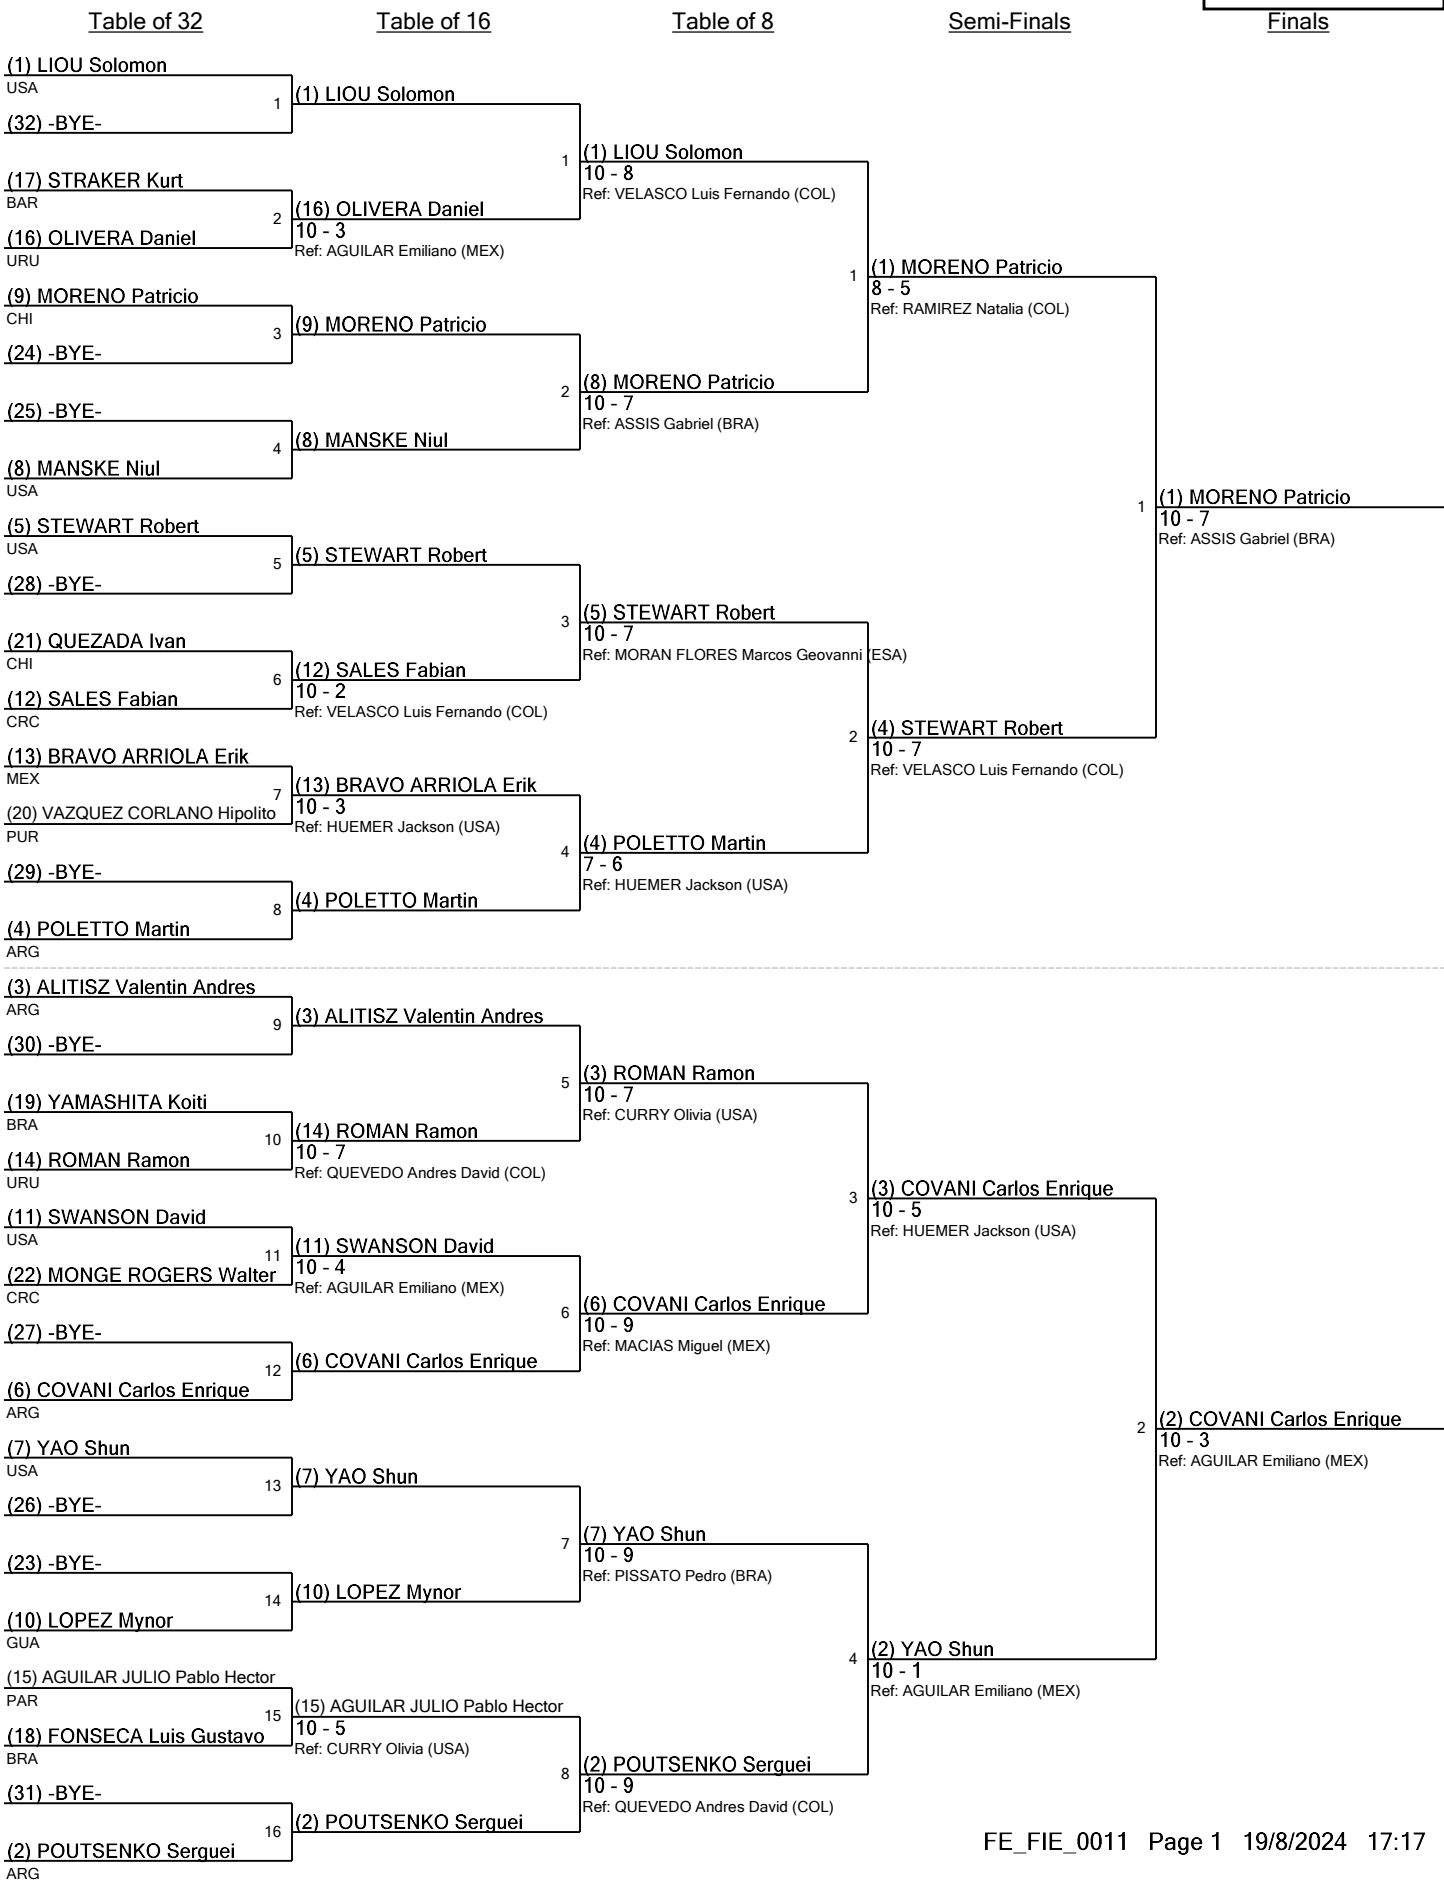 Table of 32
Table of 16
Table of 8
Semi-Finals
Finals
(1) LIOU Solomon
USA
1
(32) -BYE-
(17) STRAKER Kurt
BAR
2
(16) OLIVERA Daniel
URU
(9) MORENO Patricio
CHI
3
(24) -BYE-
(25) -BYE-
4
(8) MANSKE Niul
USA
(5) STEWART Robert
USA
5
(28) -BYE-
(21) QUEZADA Ivan
CHI
6
(12) SALES Fabian
CRC
(13) BRAVO ARRIOLA Erik
MEX
7
(20) VAZQUEZ CORLANO Hipolito
PUR
(29) -BYE-
8
(4) POLETTO Martin
ARG
(3) ALITISZ Valentin Andres
ARG
9
(30) -BYE-
(19) YAMASHITA Koiti
BRA
10
(14) ROMAN Ramon
URU
(11) SWANSON David
USA
11
(22) MONGE ROGERS Walter
CRC
(27) -BYE-
12
(6) COVANI Carlos Enrique
ARG
(7) YAO Shun
USA
13
(26) -BYE-
(23) -BYE-
14
(10) LOPEZ Mynor
GUA
(15) AGUILAR JULIO Pablo Hector
PAR
15
(18) FONSECA Luis Gustavo
BRA
(31) -BYE-
16
(2) POUTSENKO Serguei
ARG
(1) LIOU Solomon
1
(16) OLIVERA Daniel
10 - 3
Ref: AGUILAR Emiliano (MEX)
(9) MORENO Patricio
2
(8) MANSKE Niul
(5) STEWART Robert
3
(12) SALES Fabian
10 - 2
Ref: VELASCO Luis Fernando (COL)
(13) BRAVO ARRIOLA Erik
10 - 3
Ref: HUEMER Jackson (USA)
4
(4) POLETTO Martin
(3) ALITISZ Valentin Andres
5
(14) ROMAN Ramon
10 - 7
Ref: QUEVEDO Andres David (COL)
(11) SWANSON David
10 - 4
Ref: AGUILAR Emiliano (MEX)
6
(6) COVANI Carlos Enrique
(7) YAO Shun
7
(10) LOPEZ Mynor
(15) AGUILAR JULIO Pablo Hector
10 - 5
Ref: CURRY Olivia (USA)
8
(2) POUTSENKO Serguei
(1) LIOU Solomon
10 - 8
Ref: VELASCO Luis Fernando (COL)
1
(8) MORENO Patricio
10 - 7
Ref: ASSIS Gabriel (BRA)
(5) STEWART Robert
10 - 7
Ref: MORAN FLORES Marcos Geovanni (ESA)
2
(4) POLETTO Martin
7 - 6
Ref: HUEMER Jackson (USA)
(3) ROMAN Ramon
10 - 7
Ref: CURRY Olivia (USA)
3
(6) COVANI Carlos Enrique
10 - 9
Ref: MACIAS Miguel (MEX)
(7) YAO Shun
10 - 9
Ref: PISSATO Pedro (BRA)
4
(2) POUTSENKO Serguei
10 - 9
Ref: QUEVEDO Andres David (COL)
(1) MORENO Patricio
8 - 5
Ref: RAMIREZ Natalia (COL)
1
(4) STEWART Robert
10 - 7
Ref: VELASCO Luis Fernando (COL)
(3) COVANI Carlos Enrique
10 - 5
Ref: HUEMER Jackson (USA)
2
(2) YAO Shun
10 - 1
Ref: AGUILAR Emiliano (MEX)
(1) MORENO Patricio
10 - 7
Ref: ASSIS Gabriel (BRA)
(2) COVANI Carlos Enrique
10 - 3
Ref: AGUILAR Emiliano (MEX)
FE_FIE_0011 Page 1 19/8/2024 17:17